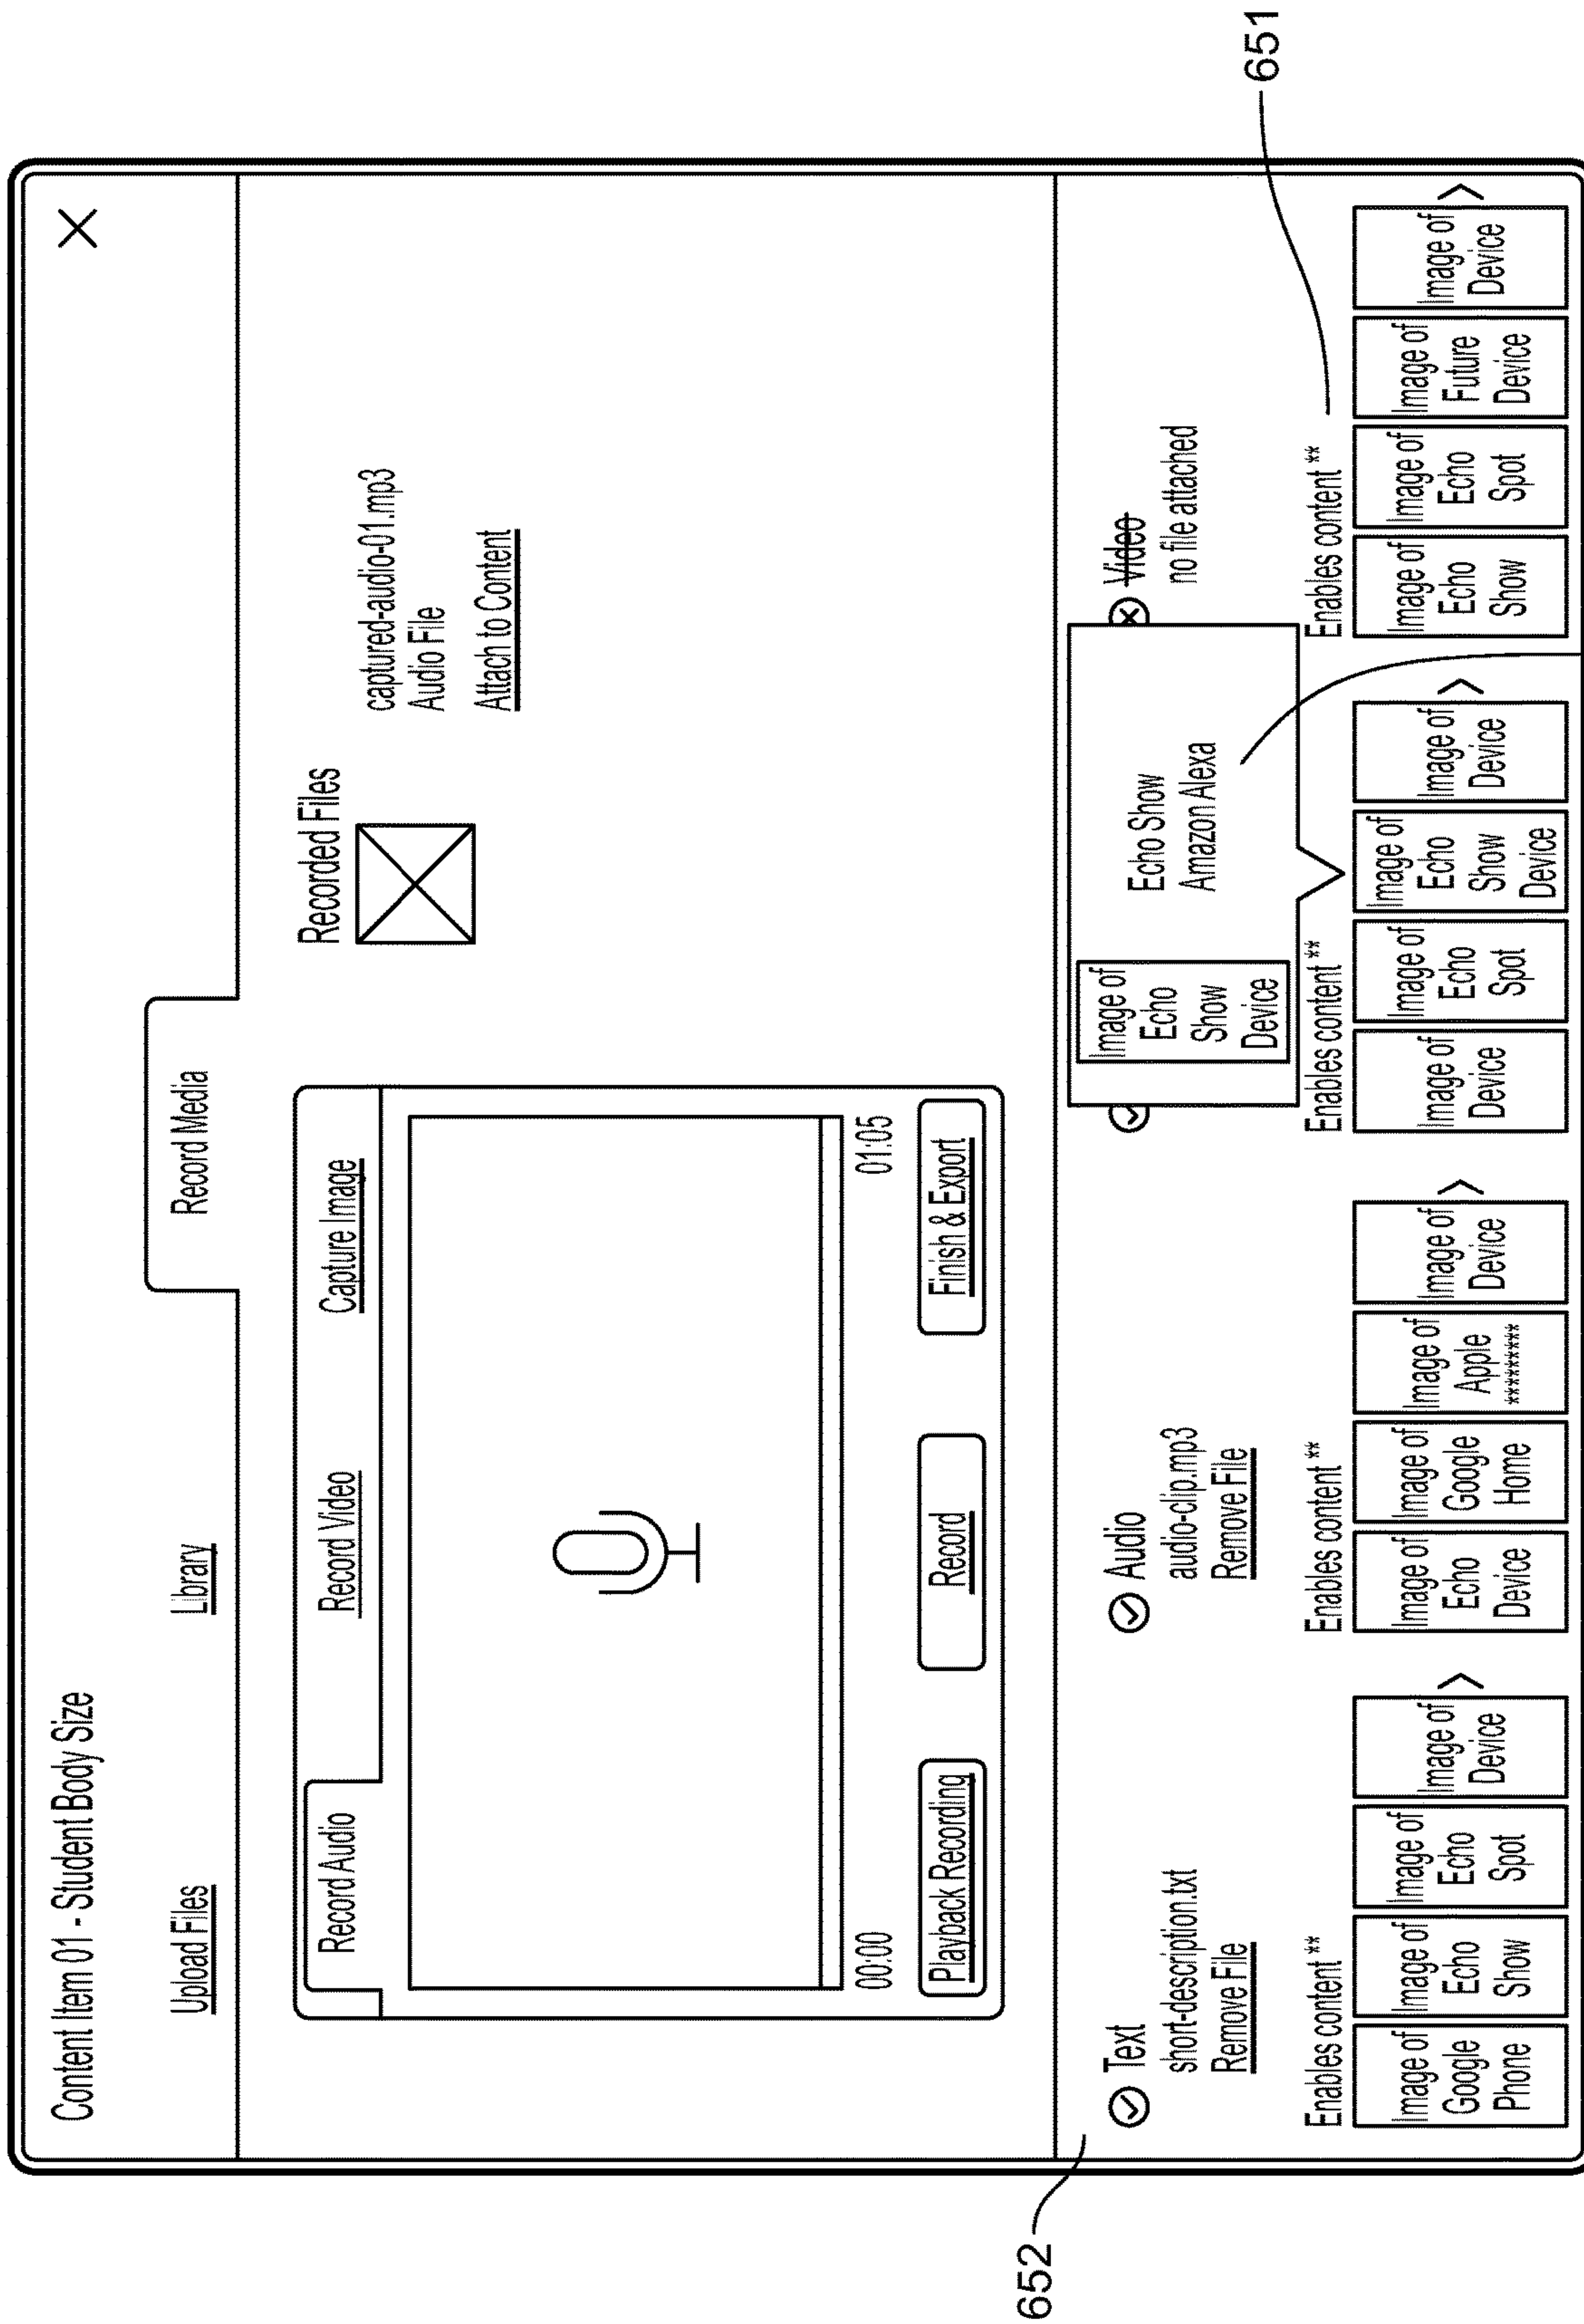 Content Item 01 - Student Body Size
Upload Files
Library
Record Media
Record Audio
Record Video
Capture Image
00:00
01:05
Playback Recording
Record
Finish & Export
Recorded Files
captured-audio-01.mp3
Audio File
Attach to Content
652
Text
short-description.txt
Remove File
Enables content **
Image of
Google
Phone
Image of
Echo
Show
Image of
Echo
Spot
Image of
Device
Audio
audio-clip.mp3
Remove File
Enables content **
Image of
Echo
Device
Image of
Google
Home
Image of
Apple
**********
Image of
Device
Image of
Echo
Show
Device
Echo Show
Amazon Alexa
Enables content **
Image of
Device
Image of
Echo
Spot
Image of
Echo
Show
Device
Image of
Device
Video
no file attached
Enables content **
Image of
Echo
Show
Image of
Echo
Spot
Image of
Future
Device
Image of
Device
651